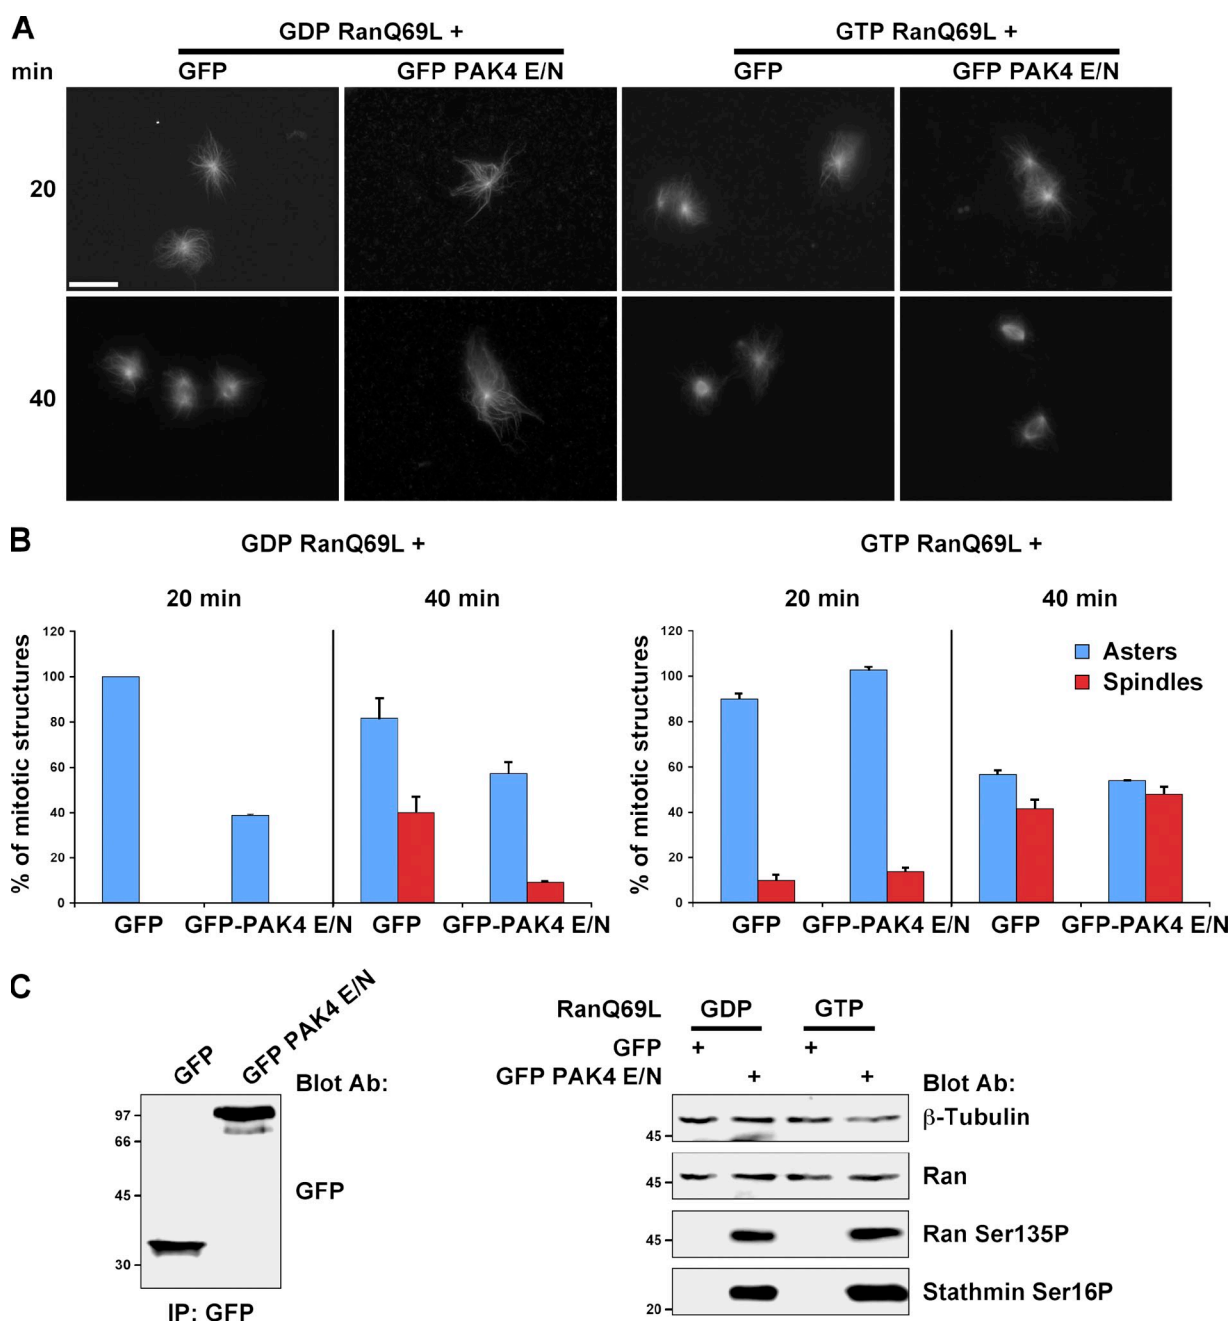 A
GDP RanQ69L +
GTP RanQ69L +
min
GFP
GFP PAK4 E/N
GFP
GFP PAK4 E/N
20
40
B
GDP RanQ69L +
GTP RanQ69L +
20 min
40 min
20 min
40 min
% of mitotic structures
120
100
80
60
40
20
0
GFP
GFP-PAK4 E/N
GFP
GFP-PAK4 E/N
% of mitotic structures
120
100
80
60
40
20
0
Asters
Spindles
GFP
GFP-PAK4 E/N
GFP
GFP-PAK4 E/N
C
GFP
GFP PAK4 E/N
Blot Ab:
97
66
45
30
GFP
IP: GFP
RanQ69L GDP GTP
GFP + +
GFP PAK4 E/N + +
Blot Ab:
45
β-Tubulin
45
Ran
45
Ran Ser135P
20
Stathmin Ser16P